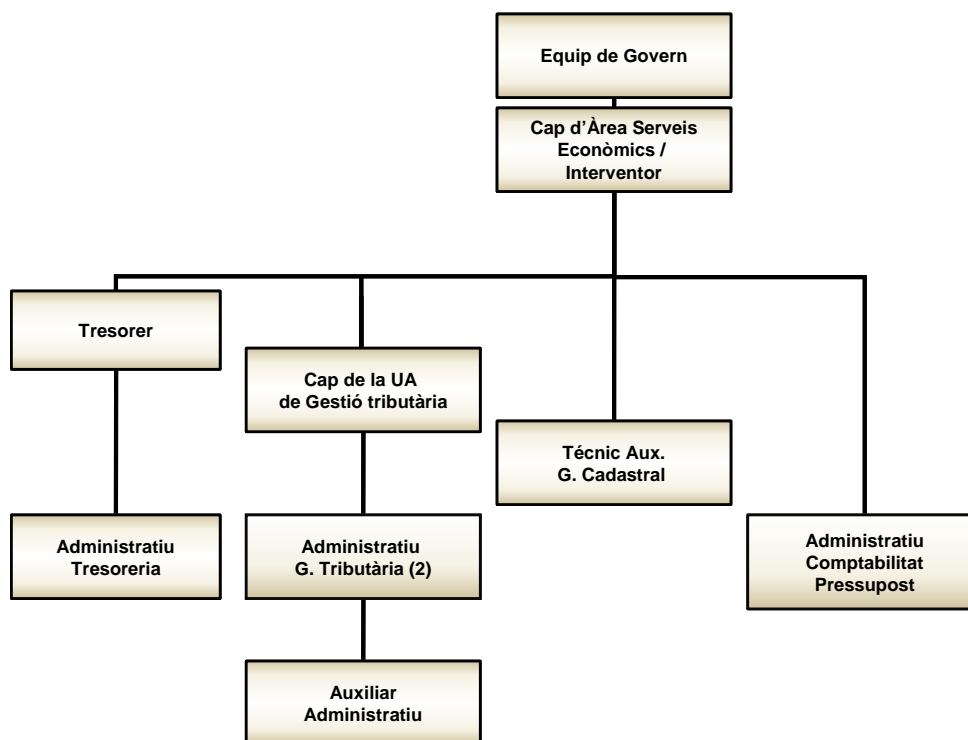 Equip de Govern
Cap d’Àrea Serveis
Econòmics /
Interventor
Tresorer
Cap de la UA
de Gestió tributària
Técnic Aux.
G. Cadastral
Administratiu
Tresoreria
Administratiu
G. Tributària (2)
Administratiu
Comptabilitat
Pressupost
Auxiliar
Administratiu